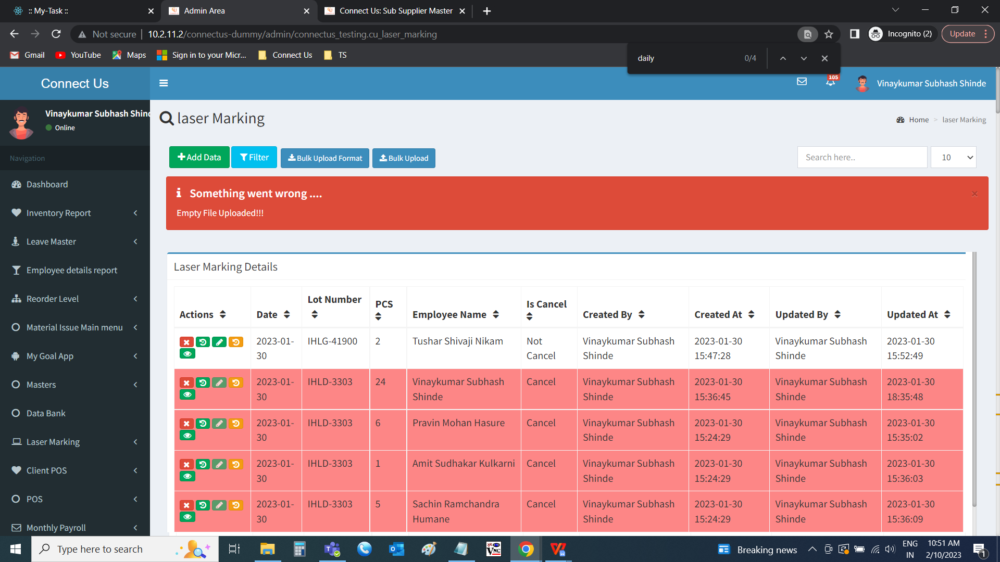 :: My-Task ::
Admin Area
Connect Us: Sub Supplier Master
Not secure
10.2.11.2/connectus-dummy/admin/connectus_testing.cu_laser_marking
Incognito (2)
Update
Gmail
YouTube
Maps
Sign in to your Micr...
Connect Us
TS
daily
0/4
Connect Us
105
Vinaykumar Subhash Shinde
Vinaykumar Subhash Shind
Online
laser Marking
Home > laser Marking
Navigation
Add Data
Filter
Bulk Upload Format
Bulk Upload
Search here..
10
Something went wrong ....
×
Empty File Uploaded!!!
Dashboard
Inventory Report
Leave Master
Employee details report
Reorder Level
Material Issue Main menu
My Goal App
Masters
Data Bank
Laser Marking
Client POS
POS
Monthly Payroll
Laser Marking Details
Actions Date Lot Number PCS Employee Name Is Cancel Created By Created At Updated By Updated At
2023-01-30 IHLG-41900 2 Tushar Shivaji Nikam Not Cancel Vinaykumar Subhash Shinde 2023-01-30 15:47:28 Vinaykumar Subhash Shinde 2023-01-30 15:52:49
2023-01-30 IHLD-3303 24 Vinaykumar Subhash Shinde Cancel Vinaykumar Subhash Shinde 2023-01-30 15:36:45 Vinaykumar Subhash Shinde 2023-01-30 18:35:48
2023-01-30 IHLD-3303 6 Pravin Mohan Hasure Cancel Vinaykumar Subhash Shinde 2023-01-30 15:24:29 Vinaykumar Subhash Shinde 2023-01-30 15:35:02
2023-01-30 IHLD-3303 1 Amit Sudhakar Kulkarni Cancel Vinaykumar Subhash Shinde 2023-01-30 15:24:29 Vinaykumar Subhash Shinde 2023-01-30 15:36:03
2023-01-30 IHLD-3303 5 Sachin Ramchandra Humane Cancel Vinaykumar Subhash Shinde 2023-01-30 15:24:29 Vinaykumar Subhash Shinde 2023-01-30 15:36:09
Type here to search
VNC
Breaking news
ENG
IN
10:51 AM
2/10/2023
1